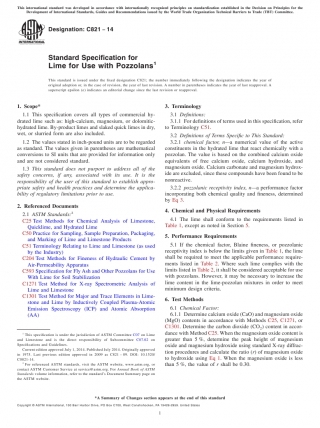 This international standard was developed in accordance with internationally recognized principles on standardization established in the Decision on Principles for the
Development of International Standards, Guides and Recommendations issued by the World Trade Organization Technical Barriers to Trade (TBT) Committee.
INTERNATIONAL
Designation: C821 − 14
Standard Specification for
Lime for Use with Pozzolans¹
This standard is issued under the fixed designation C821; the number immediately following the designation indicates the year of
original adoption or, in the case of revision, the year of last revision. A number in parentheses indicates the year of last reapproval. A
superscript epsilon (ε) indicates an editorial change since the last revision or reapproval.
1. Scope*
1.1 This specification covers all types of commercial hy-
drated lime such as: high-calcium, magnesium, or dolomitic-
hydrated lime. By-product limes and slaked quick limes in dry,
wet, or slurried form are also included.
1.2 The values stated in inch-pound units are to be regarded
as standard. The values given in parentheses are mathematical
conversions to SI units that are provided for information only
and are not considered standard.
1.3 This standard does not purport to address all of the
safety concerns, if any, associated with its use. It is the
responsibility of the user of this standard to establish appro-
priate safety and health practices and determine the applica-
bility of regulatory limitations prior to use.
2. Referenced Documents
2.1 ASTM Standards:²
C25 Test Methods for Chemical Analysis of Limestone,
Quicklime, and Hydrated Lime
C50 Practice for Sampling, Sample Preparation, Packaging,
and Marking of Lime and Limestone Products
C51 Terminology Relating to Lime and Limestone (as used
by the Industry)
C204 Test Methods for Fineness of Hydraulic Cement by
Air-Permeability Apparatus
C593 Specification for Fly Ash and Other Pozzolans for Use
With Lime for Soil Stabilization
C1271 Test Method for X-ray Spectrometric Analysis of
Lime and Limestone
C1301 Test Method for Major and Trace Elements in Lime-
stone and Lime by Inductively Coupled Plasma-Atomic
Emission Spectroscopy (ICP) and Atomic Absorption
(AA)
¹ This specification is under the jurisdiction of ASTM Committee C07 on Lime
and Limestone and is the direct responsibility of Subcommittee C07.02 on
Specifications and Guidelines.
Current edition approved July 1, 2014. Published July 2014. Originally approved
in 1975. Last previous edition approved in 2009 as C821 – 09. DOI: 10.1520/
C0821-14.
² For referenced ASTM standards, visit the ASTM website, www.astm.org, or
contact ASTM Customer Service at service@astm.org. For Annual Book of ASTM
Standards volume information, refer to the standard's Document Summary page on
the ASTM website.
3. Terminology
3.1 Definitions:
3.1.1 For definitions of terms used in this specification, refer
to Terminology C51.
3.2 Definitions of Terms Specific to This Standard:
3.2.1 chemical factor, n—a numerical value of the active
constituents in the hydrated lime that react chemically with a
pozzolan. The value is based on the combined calcium oxide
equivalents of free calcium oxide, calcium hydroxide, and
magnesium oxide. Calcium carbonate and magnesium hydrox-
ide are excluded, since these compounds have been found to be
nonreactive.
3.2.2 pozzolanic receptivity index, n—a performance factor
incorporating both chemical quality and fineness, determined
by Eq 3.
4. Chemical and Physical Requirements
4.1 The lime shall conform to the requirements listed in
Table 1, except as noted in Section 5.
5. Performance Requirements
5.1 If the chemical factor, Blaine fineness, or pozzolanic
receptivity index is below the limits given in Table 1, the lime
shall be required to meet the applicable performance require-
ments listed in Table 2. Where such lime complies with the
limits listed in Table 2, it shall be considered acceptable for use
with pozzolans. However, it may be necessary to increase the
lime content in the lime-pozzolan mixtures in order to meet
minimum design criteria.
6. Test Methods
6.1 Chemical Factor:
6.1.1 Determine calcium oxide (CaO) and magnesium oxide
(MgO) contents in accordance with Methods C25, C1271, or
C1301. Determine the carbon dioxide (CO₂) content in accor-
dance with Method C25. When the magnesium oxide content is
greater than 5 %, determine the peak height of magnesium
oxide and magnesium hydroxide using standard X-ray diffrac-
tion procedures and calculate the ratio (r) of magnesium oxide
to hydroxide using Eq 1. When the magnesium oxide is less
than 5 %, the value of r shall be 0.30.
*A Summary of Changes section appears at the end of this standard
Copyright © ASTM International, 100 Barr Harbor Drive, PO Box C700, West Conshohocken, PA 19428-2959. United States
1